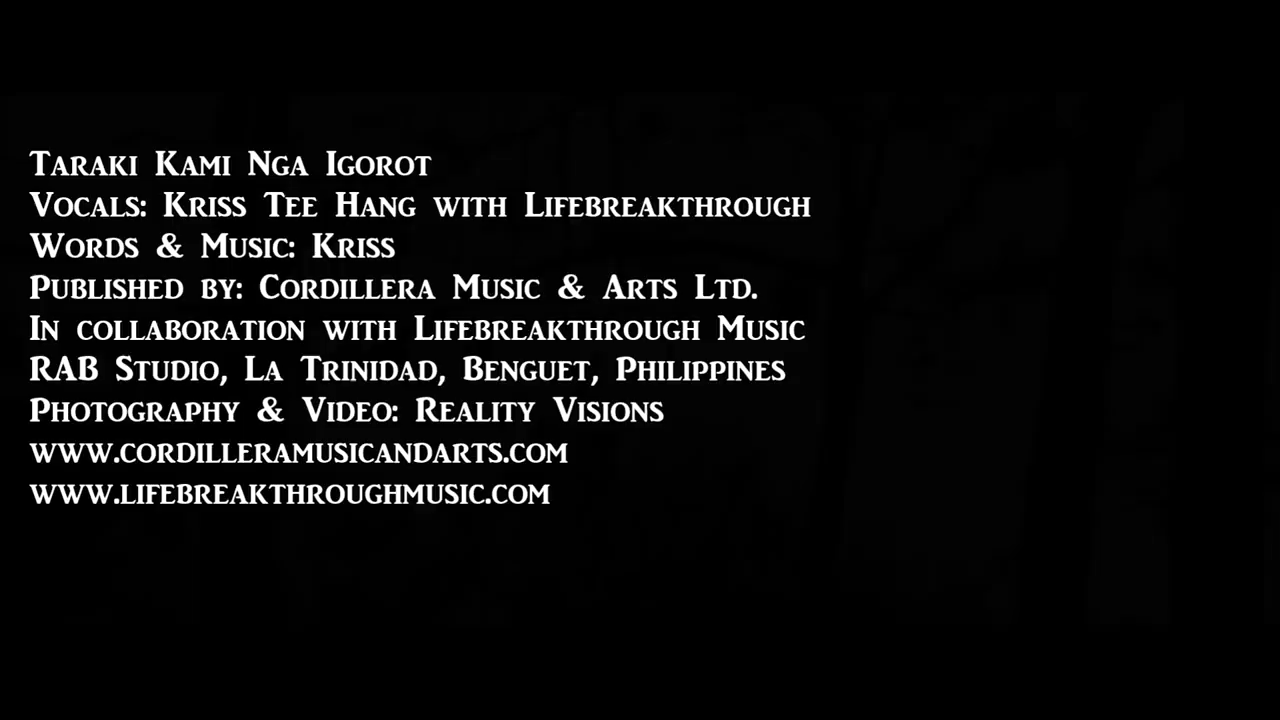 Taraki Kami Nga Igorot
Vocals: Kriss Tee Hang with Lifebreakthrough
Words & Music: Kriss
Published by: Cordillera Music & Arts Ltd.
In collaboration with Lifebreakthrough Music
RAB Studio, La Trinidad, Benguet, Philippines
Photography & Video: Reality Visions
www.cordilleramusicandarts.com
www.lifebreakthroughmusic.com